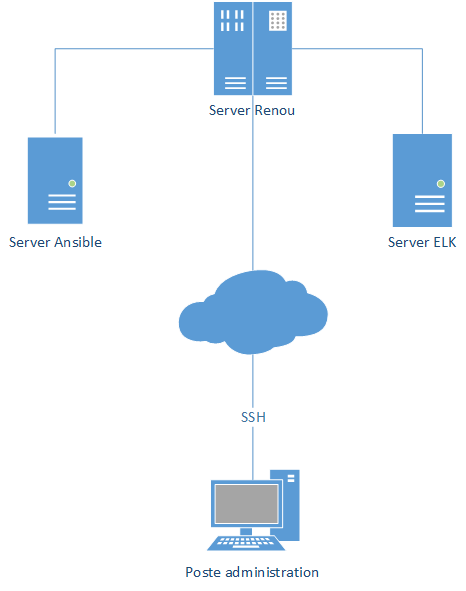 Server Renou
Server Ansible
Server ELK
SSH
Poste administration